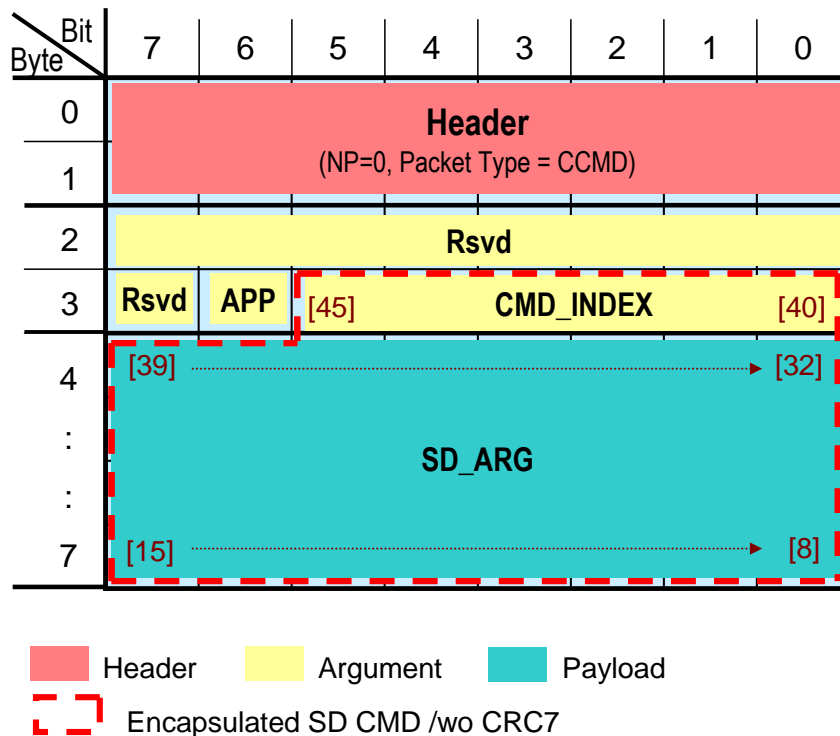 Bit
Byte 7 6 5 4 3 2 1 0
0
Header
(NP=0, Packet Type = CCMD)
1
2 Rsvd
3 Rsvd APP [45] CMD_INDEX [40]
[39] [32]
4
:
SD_ARG
:
7 [15] [8]
Header Argument Payload
Encapsulated SD CMD /wo CRC7